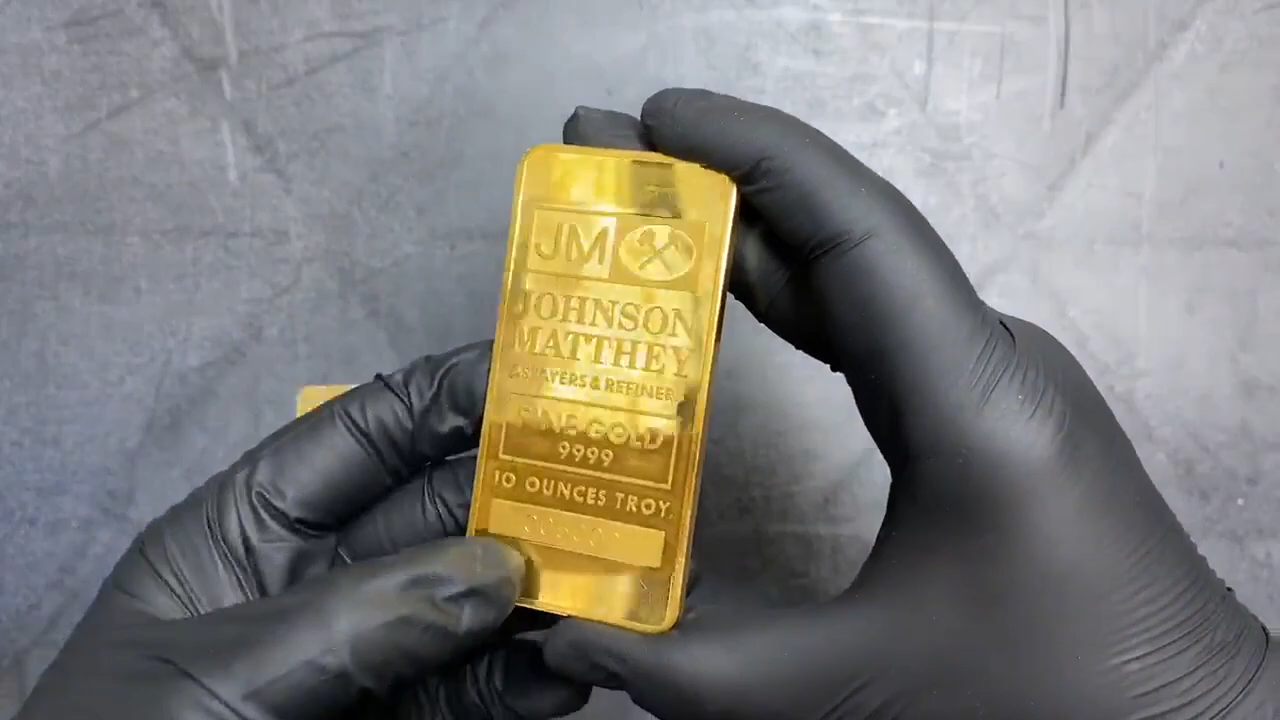 JM
JOHNSON
MATTHEY
ASSAYERS & REFINERS
FINE GOLD
9999
10 OUNCES TROY.